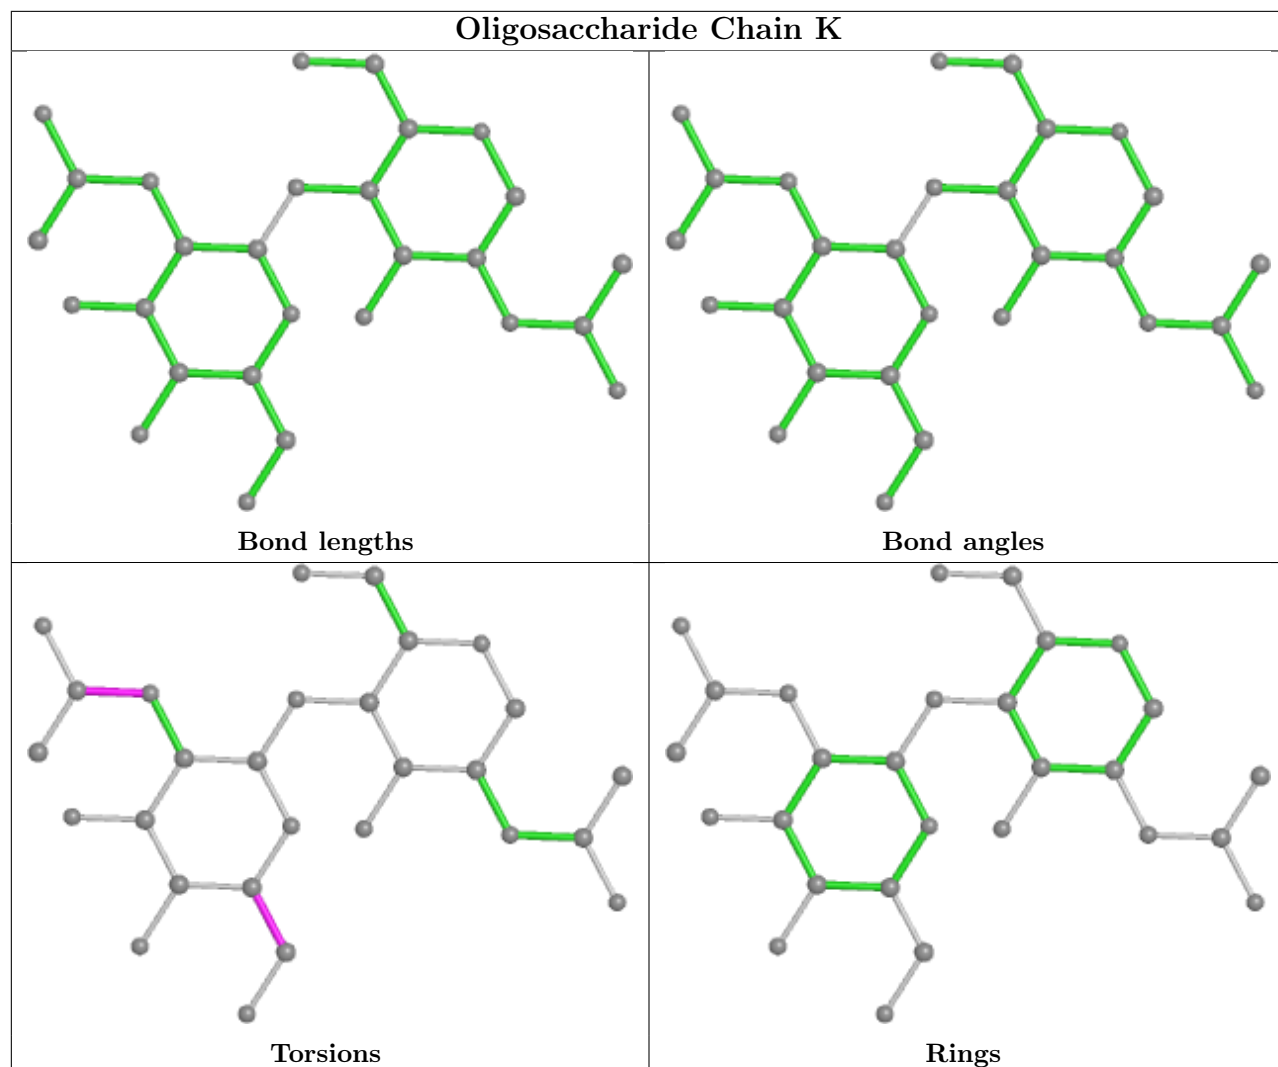 Oligosaccharide Chain K
Bond lengths
Bond angles
Torsions
Rings